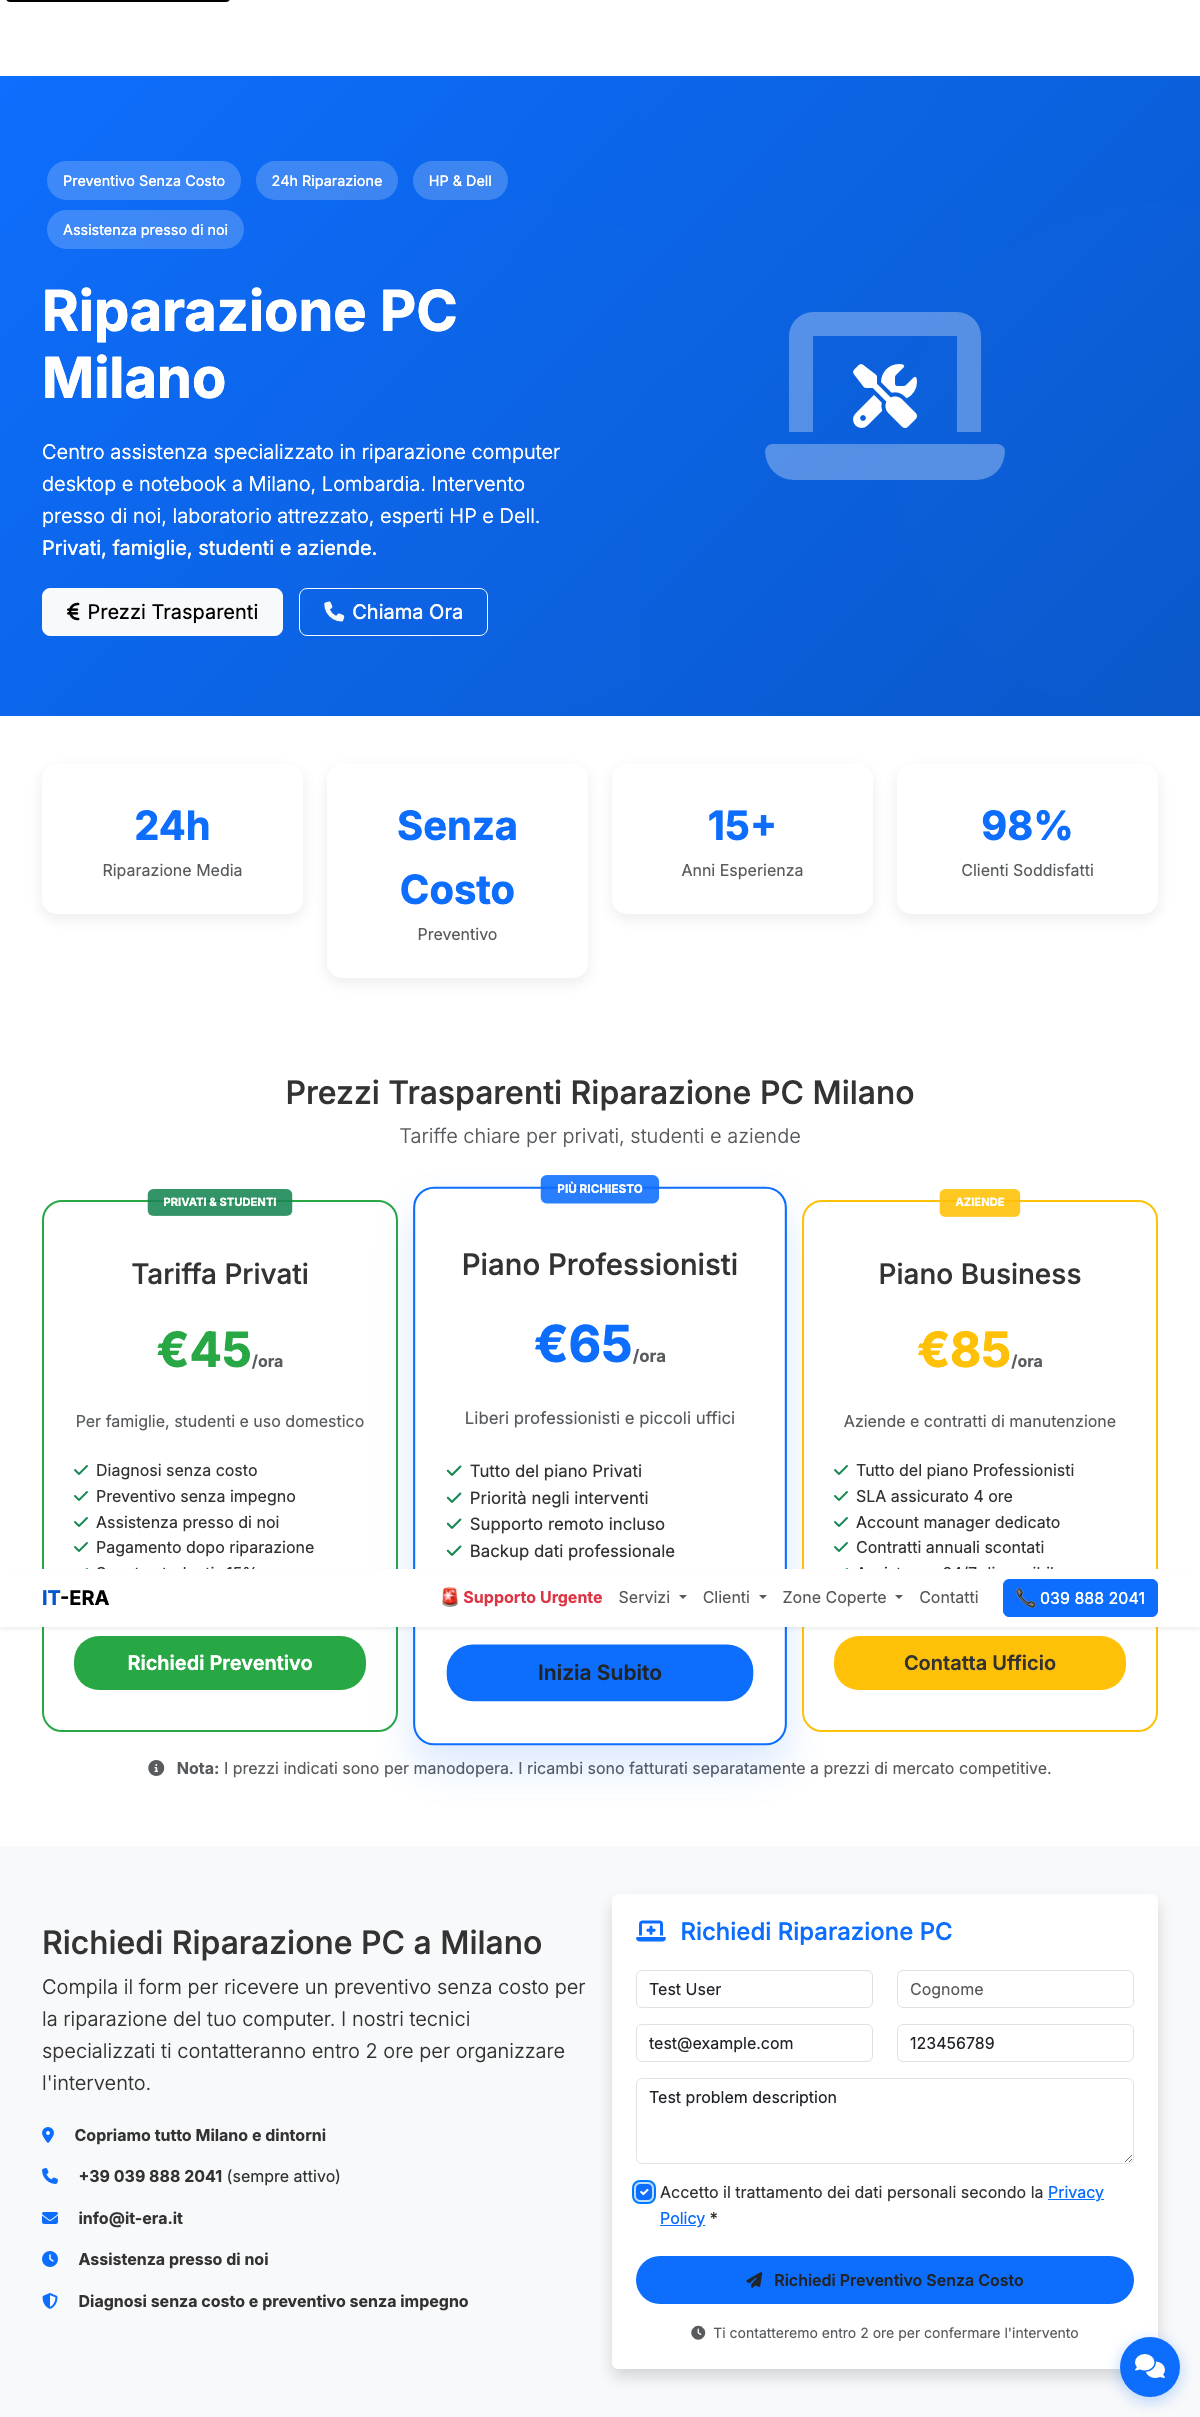 Preventivo Senza Costo
24h Riparazione
HP & Dell
Assistenza presso di noi
Riparazione PC
Milano
Centro assistenza specializzato in riparazione computer
desktop e notebook a Milano, Lombardia. Intervento
presso di noi, laboratorio attrezzato, esperti HP e Dell.
Privati, famiglie, studenti e aziende.
Prezzi Trasparenti
Chiama Ora
24h
Riparazione Media
Senza
Costo
Preventivo
15+
Anni Esperienza
98%
Clienti Soddisfatti
Prezzi Trasparenti Riparazione PC Milano
Tariffe chiare per privati, studenti e aziende
PRIVATI & STUDENTI
Tariffa Privati
€45/ora
Per famiglie, studenti e uso domestico
Diagnosi senza costo
Preventivo senza impegno
Assistenza presso di noi
Pagamento dopo riparazione
PIÙ RICHIESTO
Piano Professionisti
€65/ora
Liberi professionisti e piccoli uffici
Tutto del piano Privati
Priorità negli interventi
Supporto remoto incluso
Backup dati professionale
AZIENDE
Piano Business
€85/ora
Aziende e contratti di manutenzione
Tutto del piano Professionisti
SLA assicurato 4 ore
Account manager dedicato
Contratti annuali scontati
IT-ERA
Supporto Urgente
Servizi
Clienti
Zone Coperte
Contatti
039 888 2041
Richiedi Preventivo
Inizia Subito
Contatta Ufficio
Nota: I prezzi indicati sono per manodopera. I ricambi sono fatturati separatamente a prezzi di mercato competitive.
Richiedi Riparazione PC a Milano
Compila il form per ricevere un preventivo senza costo per
la riparazione del tuo computer. I nostri tecnici
specializzati ti contatteranno entro 2 ore per organizzare
l'intervento.
Copriamo tutto Milano e dintorni
+39 039 888 2041 (sempre attivo)
info@it-era.it
Assistenza presso di noi
Diagnosi senza costo e preventivo senza impegno
Richiedi Riparazione PC
Test User
Cognome
test@example.com
123456789
Test problem description
Accetto il trattamento dei dati personali secondo la Privacy
Policy *
Richiedi Preventivo Senza Costo
Ti contatteremo entro 2 ore per confermare l'intervento